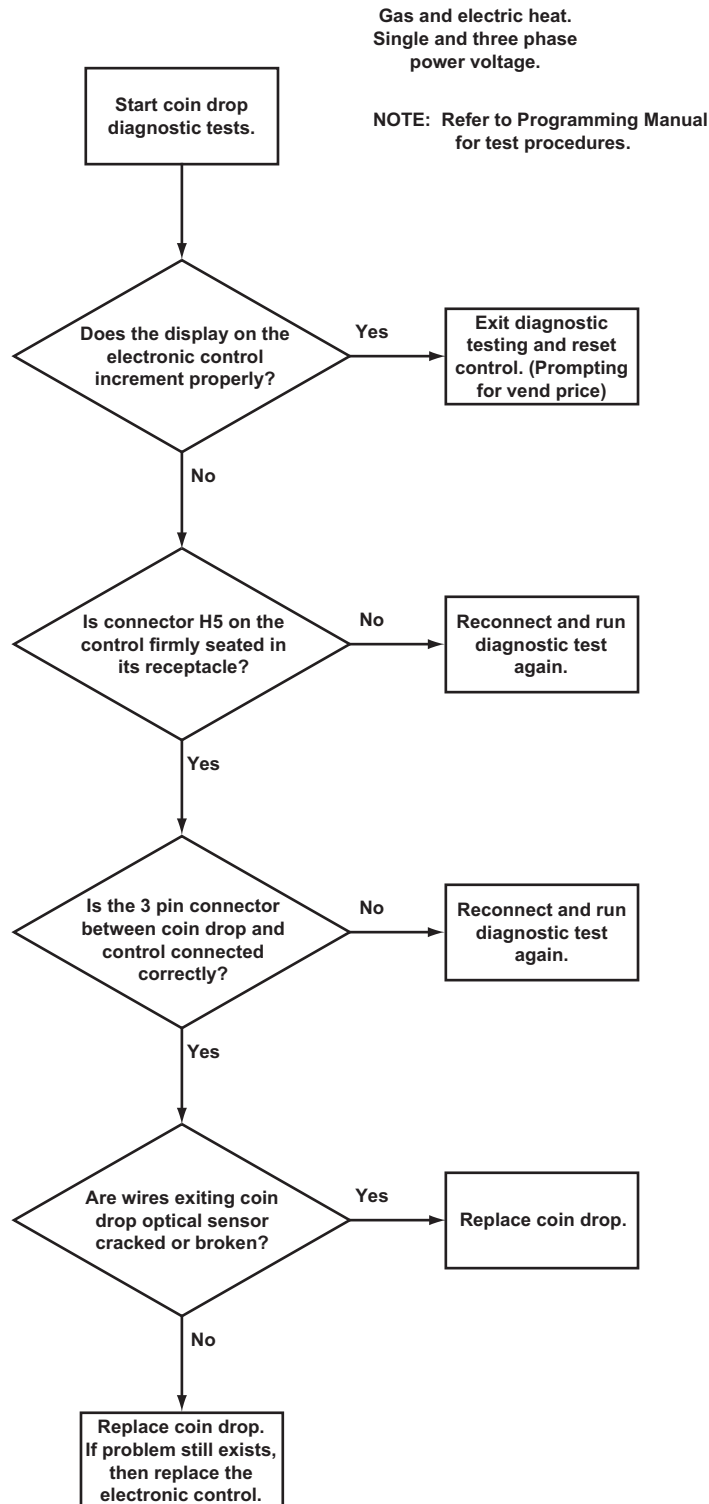 Gas and electric heat.
Single and three phase
power voltage.
NOTE: Refer to Programming Manual
for test procedures.
Start coin drop
diagnostic tests.
Does the display on the
electronic control
increment properly?
Yes
Exit diagnostic
testing and reset
control. (Prompting
for vend price)
No
Is connector H5 on the
control firmly seated in
its receptacle?
No
Reconnect and run
diagnostic test
again.
Yes
Is the 3 pin connector
between coin drop and
control connected
correctly?
No
Reconnect and run
diagnostic test
again.
Yes
Are wires exiting coin
drop optical sensor
cracked or broken?
Yes
Replace coin drop.
No
Replace coin drop.
If problem still exists,
then replace the
electronic control.